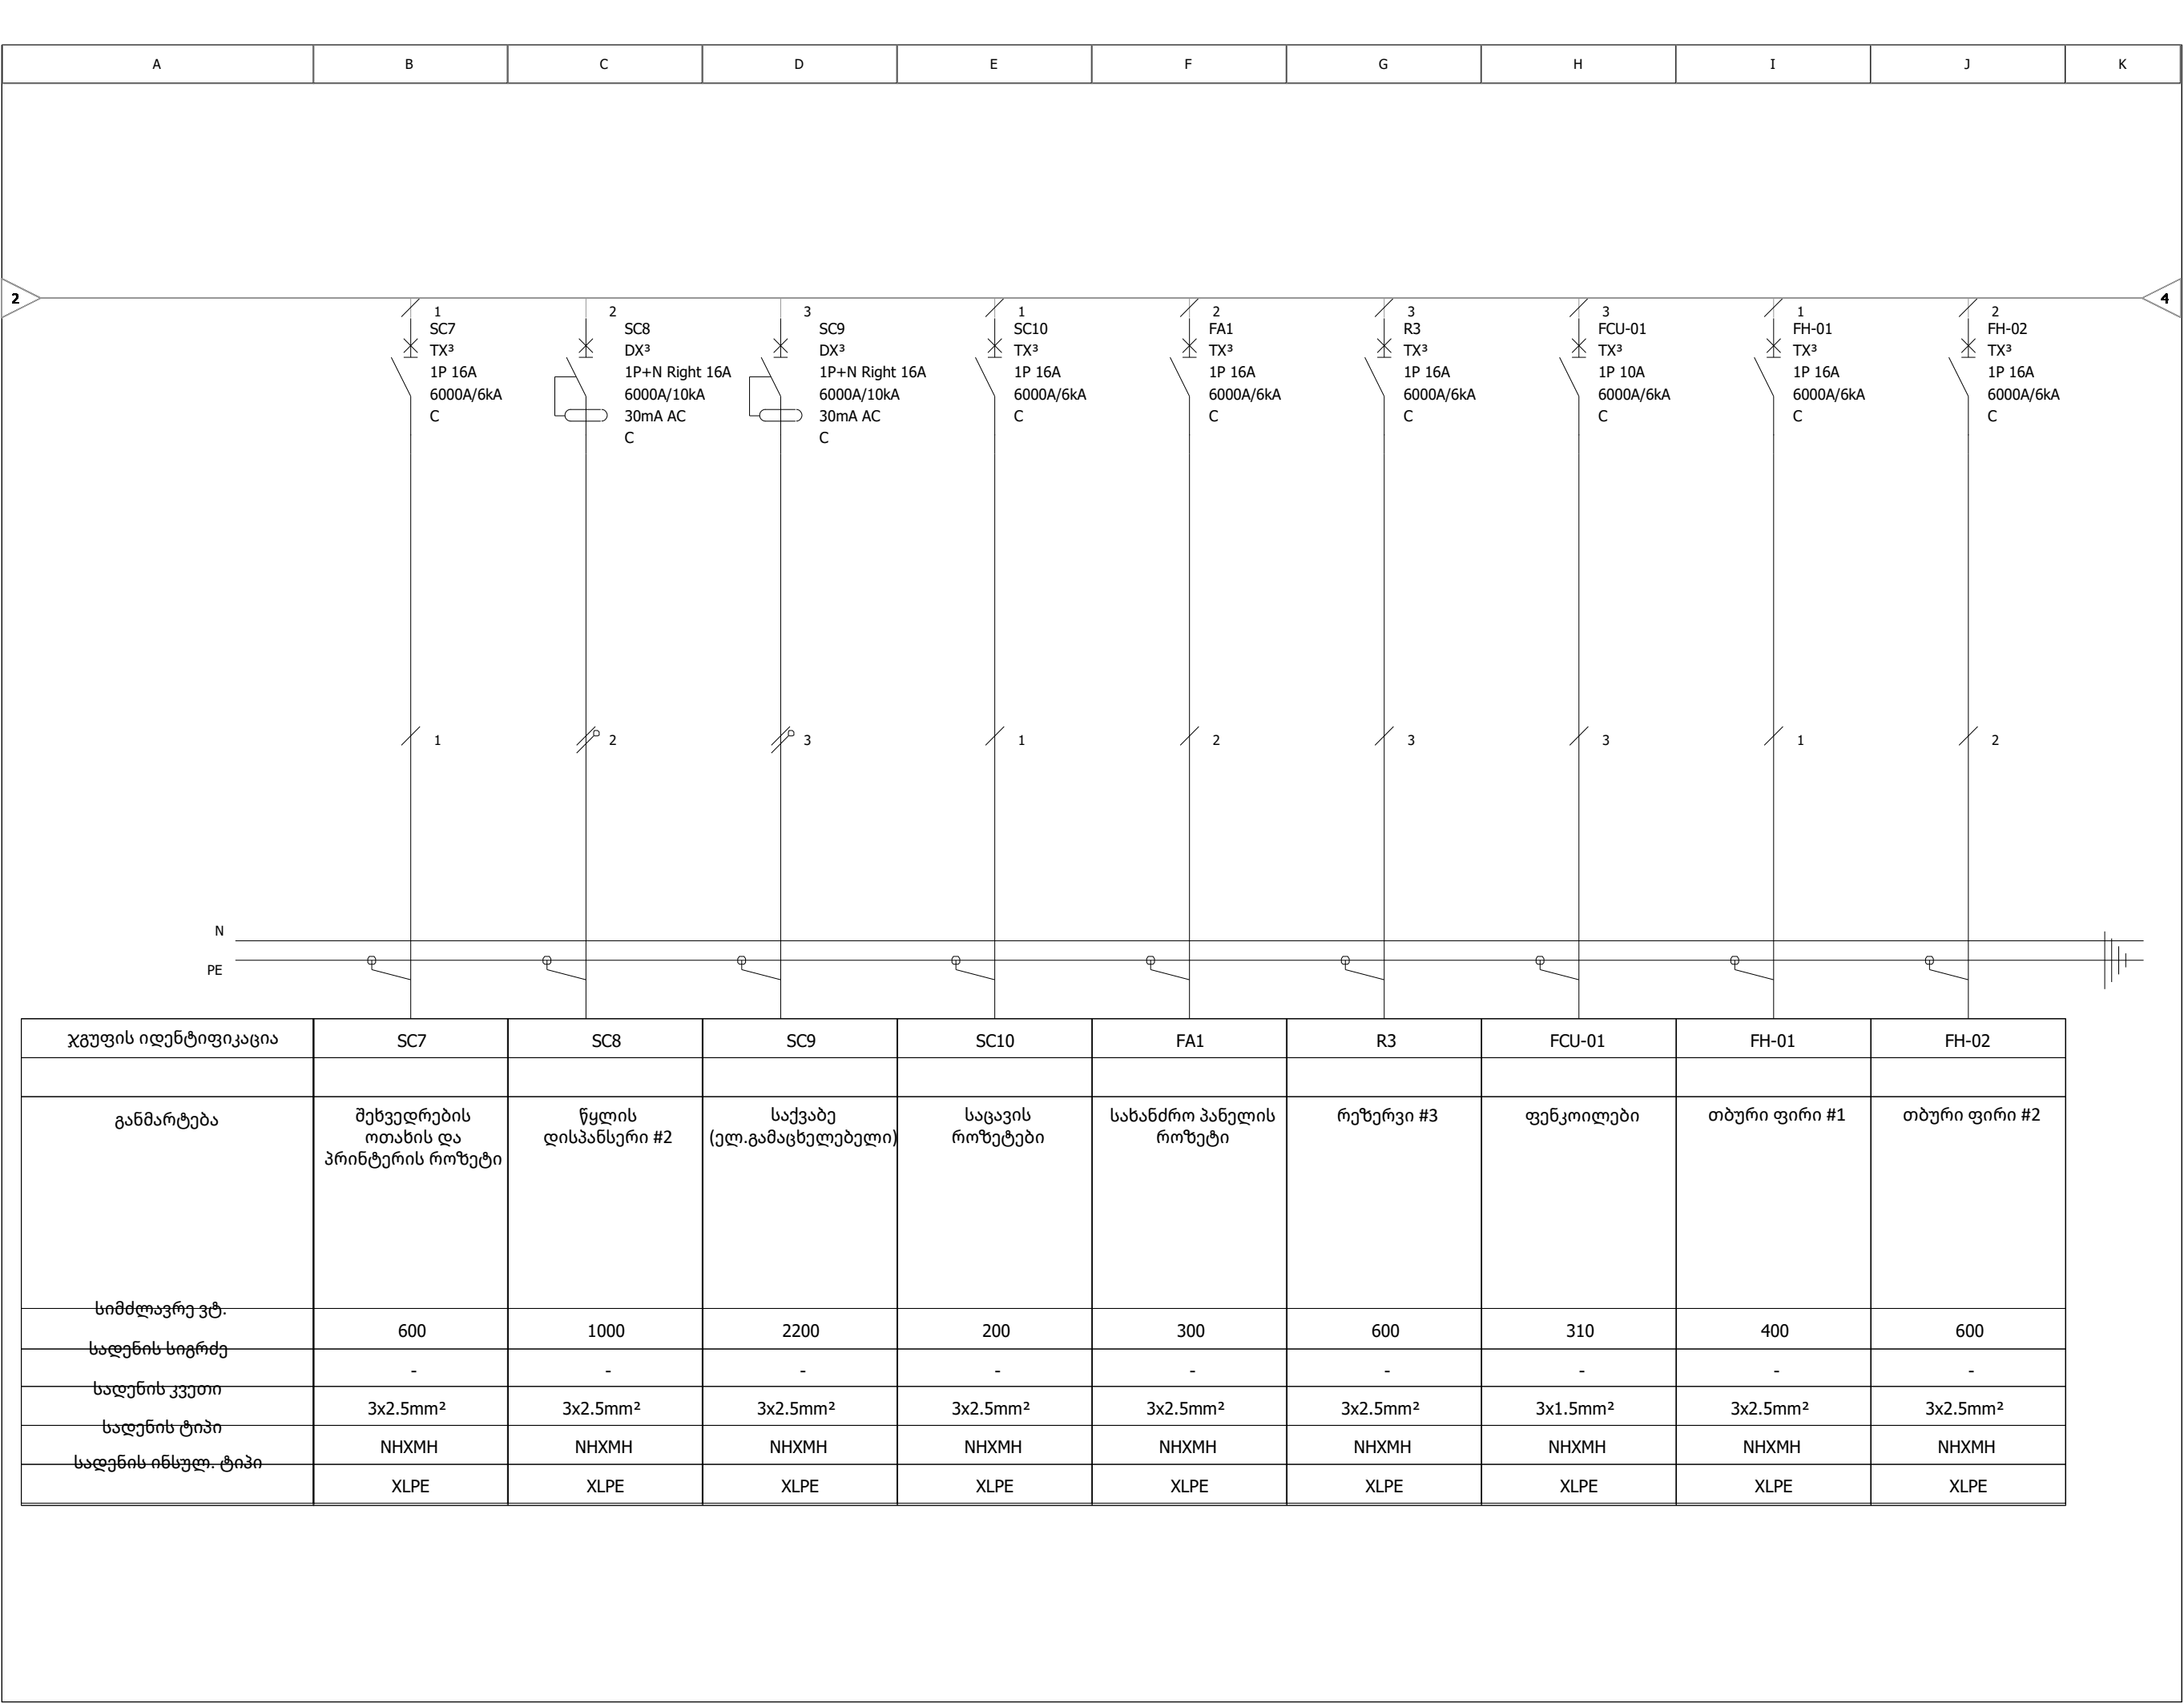 A B C D E F G H I J K
2 4
1 2 3 1 2 3 3 1 2
SC7 SC8 SC9 SC10 FA1 R3 FCU-01 FH-01 FH-02
TX³ DX³ DX³ TX³ TX³ TX³ TX³ TX³ TX³
1P 16A 1P+N Right 16A 1P+N Right 16A 1P 16A 1P 16A 1P 16A 1P 10A 1P 16A 1P 16A
6000A/6kA 6000A/10kA 6000A/10kA 6000A/6kA 6000A/6kA 6000A/6kA 6000A/6kA 6000A/6kA 6000A/6kA
C 30mA AC 30mA AC C C C C C C
C C
1 2 3 1 2 3 3 1 2
N
PE
ჯგუფის იდენტიფიკაცია SC7 SC8 SC9 SC10 FA1 R3 FCU-01 FH-01 FH-02
განმარტება
შეხვედრების
ოთახის და
პრინტერის როზეტი
წყლის
დისპანსერი #2
საქვაბე
(ელ.გამაცხელებელი)
საცავის
როზეტები
სახანძრო პანელის
როზეტი
რეზერვი #3
ფენკოილები
თბური ფირი #1
თბური ფირი #2
სიმძლავრე ვტ.
600 1000 2200 200 300 600 310 400 600
სადენის სიგრძე
- - - - - - - - -
სადენის კვეთი
3x2.5mm² 3x2.5mm² 3x2.5mm² 3x2.5mm² 3x2.5mm² 3x2.5mm² 3x1.5mm² 3x2.5mm² 3x2.5mm²
სადენის ტიპი
NHXMH NHXMH NHXMH NHXMH NHXMH NHXMH NHXMH NHXMH NHXMH
სადენის ინსულ. ტიპი
XLPE XLPE XLPE XLPE XLPE XLPE XLPE XLPE XLPE